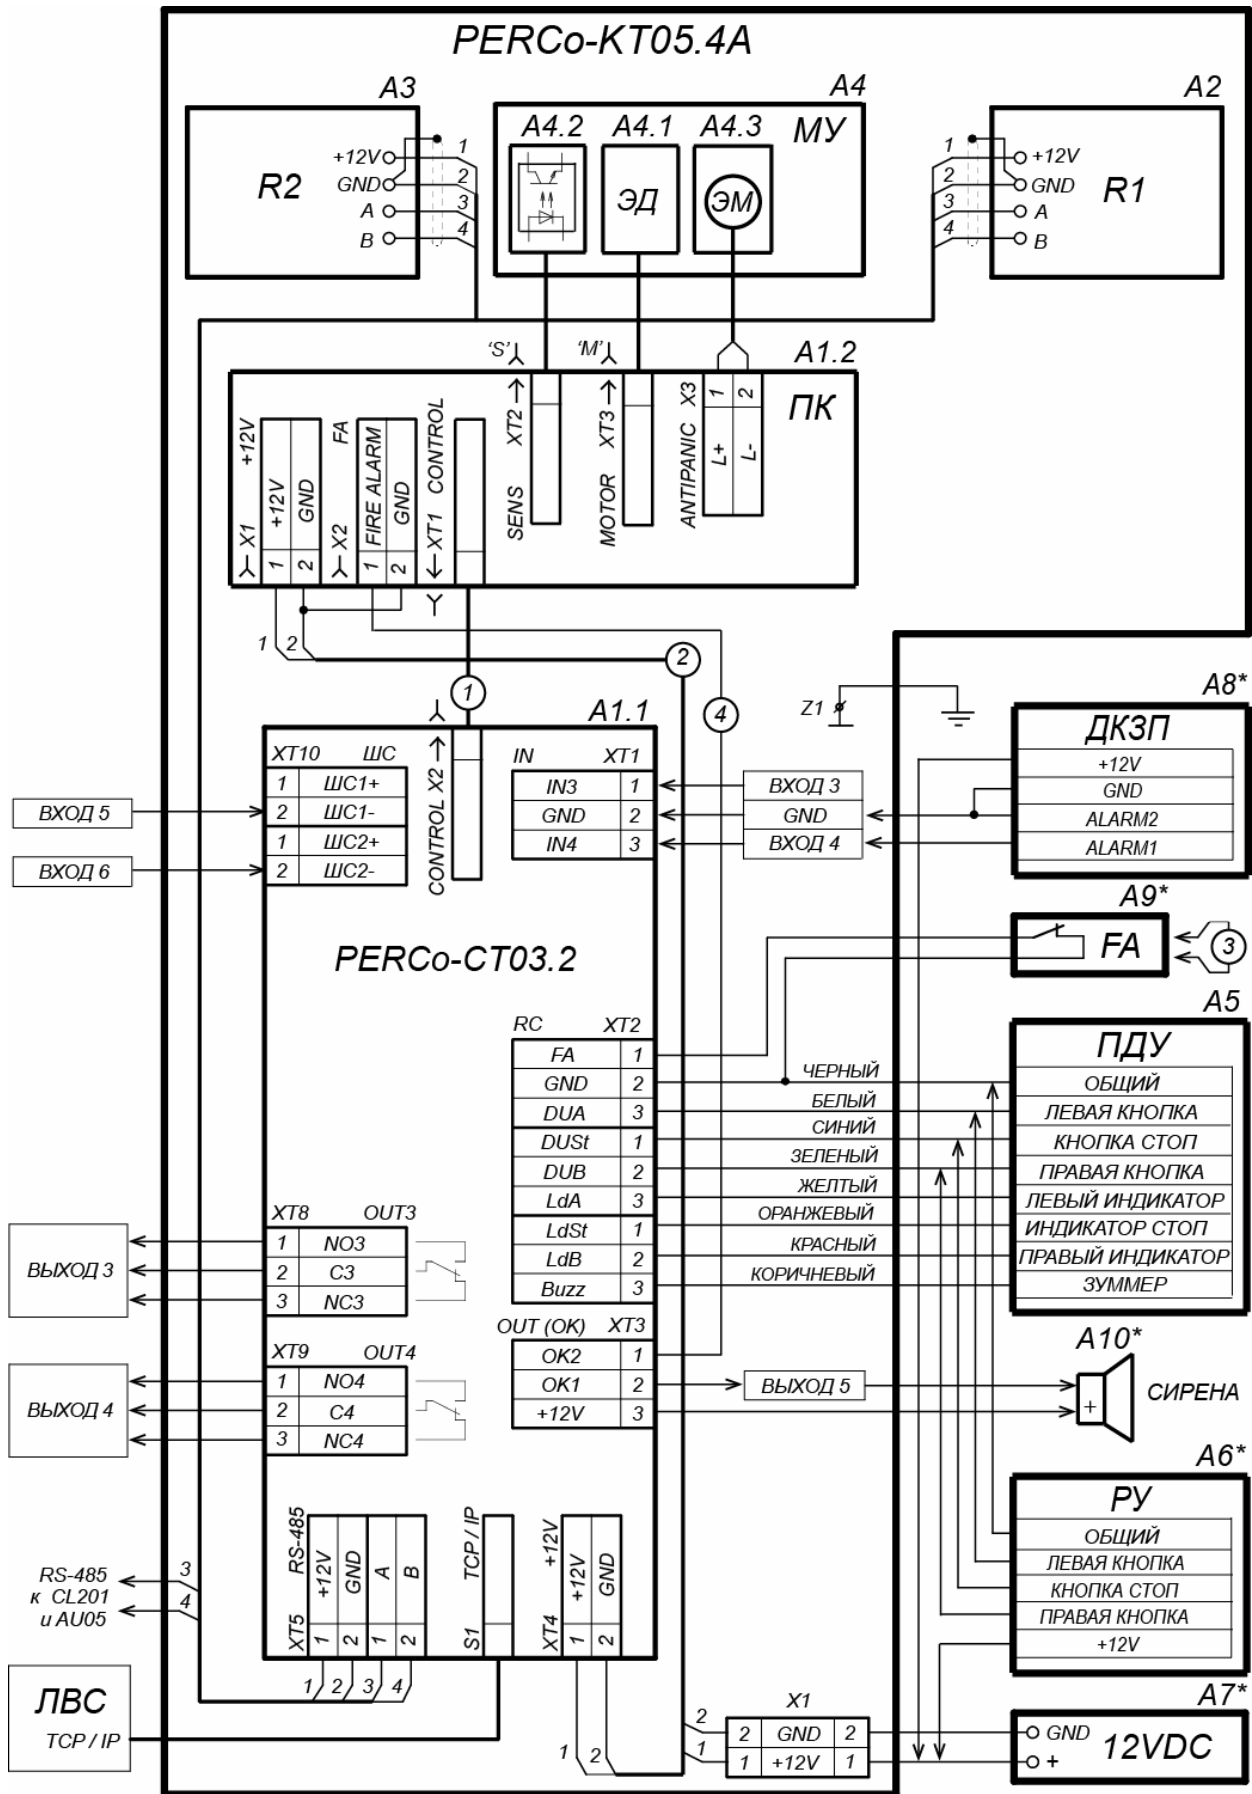 PERCo-KT05.4A
A3
A4
A2
A4.2
A4.1
A4.3
МУ
+12V
GND
A
B
1
2
3
4
R2
ЭД
ЭМ
1
2
3
4
+12V
GND
A
B
R1
'S'
'M'
A1.2
ПК
X1
+12V
1
+12V
2
GND
X2
FA
1
FIRE ALARM
2
GND
XT1
CONTROL
SENS
XT2
MOTOR
XT3
ANTIPANIC
X3
1
L+
2
L-
1
2
2
1
4
A1.1
XT10
ШС
1
ШС1+
2
ШС1-
1
ШС2+
2
ШС2-
CONTROL X2
IN
XT1
IN3
1
GND
2
IN4
3
ВХОД 3
GND
ВХОД 4
ВХОД 5
ВХОД 6
Z1
A8*
ДКЗП
+12V
GND
ALARM2
ALARM1
A9*
FA
3
PERCo-CT03.2
A5
ПДУ
ОБЩИЙ
ЛЕВАЯ КНОПКА
КНОПКА СТОП
ПРАВАЯ КНОПКА
ЛЕВЫЙ ИНДИКАТОР
ИНДИКАТОР СТОП
ПРАВЫЙ ИНДИКАТОР
ЗУММЕР
RC
XT2
FA
1
GND
2
DUA
3
DUSt
1
DUB
2
LdA
3
LdSt
1
LdB
2
Buzz
3
ЧЕРНЫЙ
БЕЛЫЙ
СИНИЙ
ЗЕЛЕНЫЙ
ЖЕЛТЫЙ
ОРАНЖЕВЫЙ
КРАСНЫЙ
КОРИЧНЕВЫЙ
XT8
OUT3
1
NO3
2
C3
3
NC3
ВЫХОД 3
OUT (OK)
XT3
OK2
1
OK1
2
+12V
3
ВЫХОД 5
A10*
+
СИРЕНА
XT9
OUT4
1
NO4
2
C4
3
NC4
ВЫХОД 4
A6*
РУ
ОБЩИЙ
ЛЕВАЯ КНОПКА
КНОПКА СТОП
ПРАВАЯ КНОПКА
+12V
RS-485
к CL201
и AU05
3
4
XT5
RS-485
1
+12V
2
GND
1
A
2
B
S1
TCP / IP
XT4
+12V
1
+12V
2
GND
1
2
3
4
1
2
ЛВС
TCP / IP
X1
2
2
GND
2
1
1
+12V
1
A7*
GND
+
12VDC